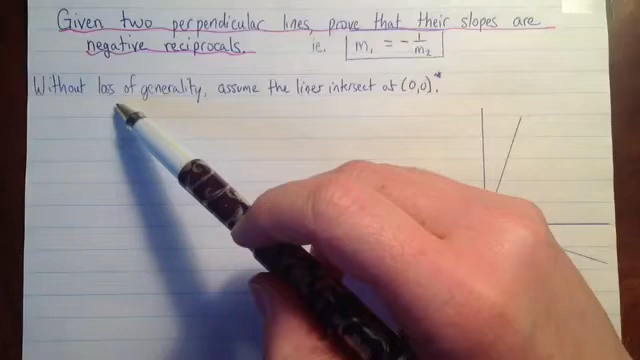 Given two perpendicular lines, prove that their slopes are
negative reciprocals. ie. m₁ = -1/m₂
Without loss of generality, assume the lines intersect at (0,0)*.